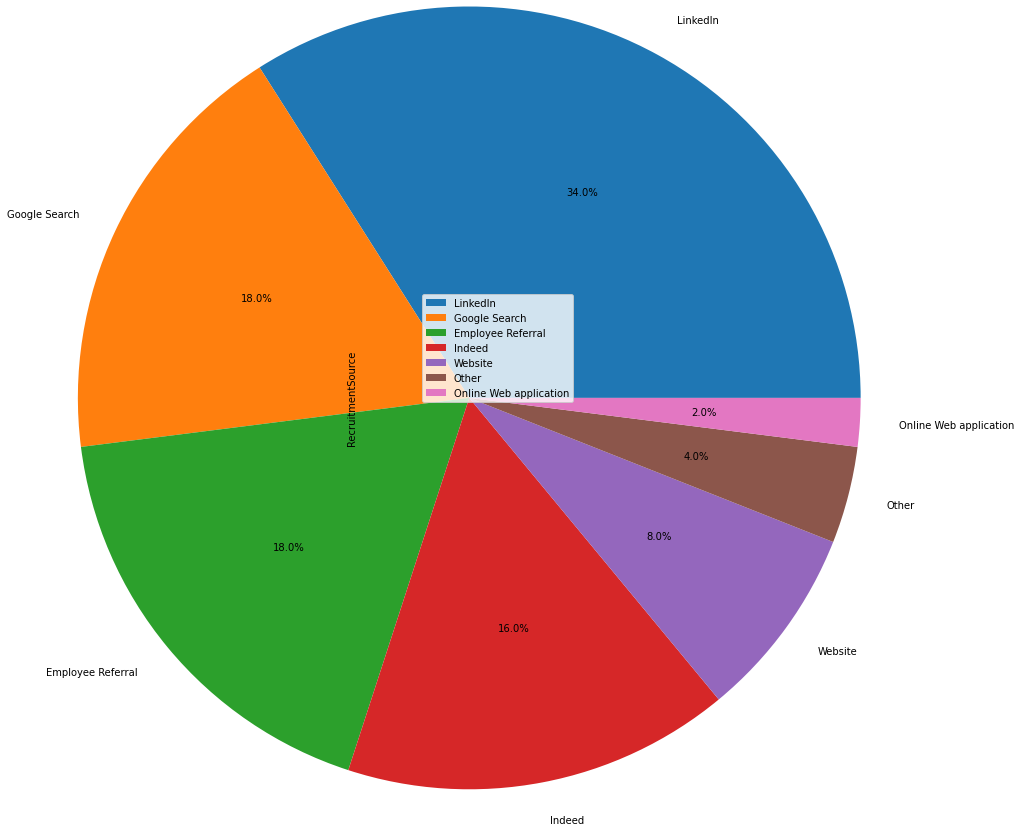 LinkedIn
34.0%
Google Search
18.0%
LinkedIn
Google Search
Employee Referral
Indeed
Website
Other
Online Web application
RecruitmentSource
2.0%
Online Web application
4.0%
Other
8.0%
18.0%
16.0%
Website
Employee Referral
Indeed